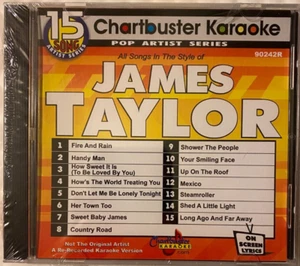 15 Chartbuster Karaoke
SONG
ARTIST SERIES
POP ARTIST SERIES
90242R
All Songs in The Style of
JAMES
TAYLOR
1 Fire And Rain
2 Handy Man
3 How Sweet It Is
(To Be Loved By You)
4 How's The World Treating You
5 Don't Let Me Be Lonely Tonight
6 Her Town Too
7 Sweet Baby James
8 Country Road
9 Shower The People
10 Your Smiling Face
11 Up On The Roof
12 Mexico
13 Steamroller
14 Shed A Little Light
15 Long Ago And Far Away
Not The Original Artist
A Re-Recorded Karaoke Version
Chartbuster
KARAOKE
ON
SCREEN
LYRICS